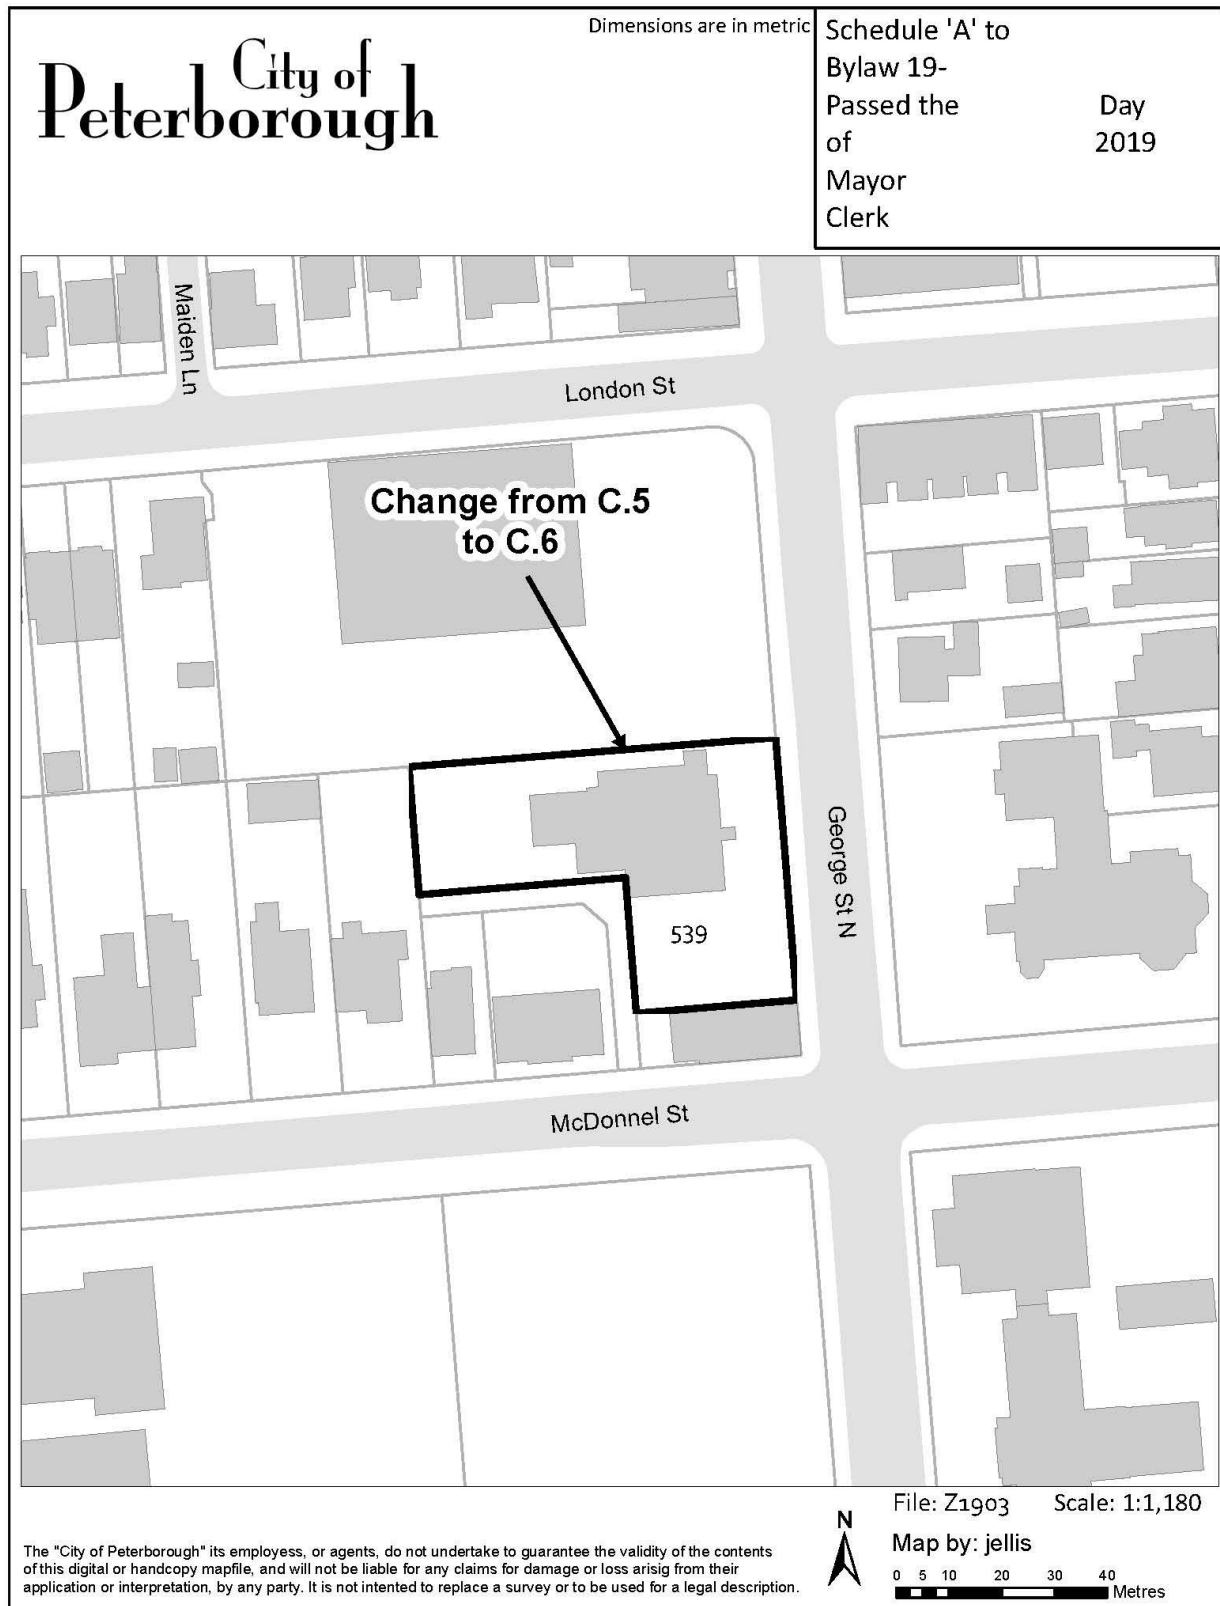 City of
Peterborough
Dimensions are in metric
Schedule 'A' to
Bylaw 19-
Passed the Day
of 2019
Mayor
Clerk
Maiden Ln
London St
Change from C.5
to C.6
George St N
539
McDonnel St
The "City of Peterborough" its employess, or agents, do not undertake to guarantee the validity of the contents
of this digital or handcopy mapfile, and will not be liable for any claims for damage or loss arisig from their
application or interpretation, by any party. It is not intended to replace a survey or to be used for a legal description.
N
File: Z1903 Scale: 1:1,180
Map by: jellis
0 5 10 20 30 40
Metres